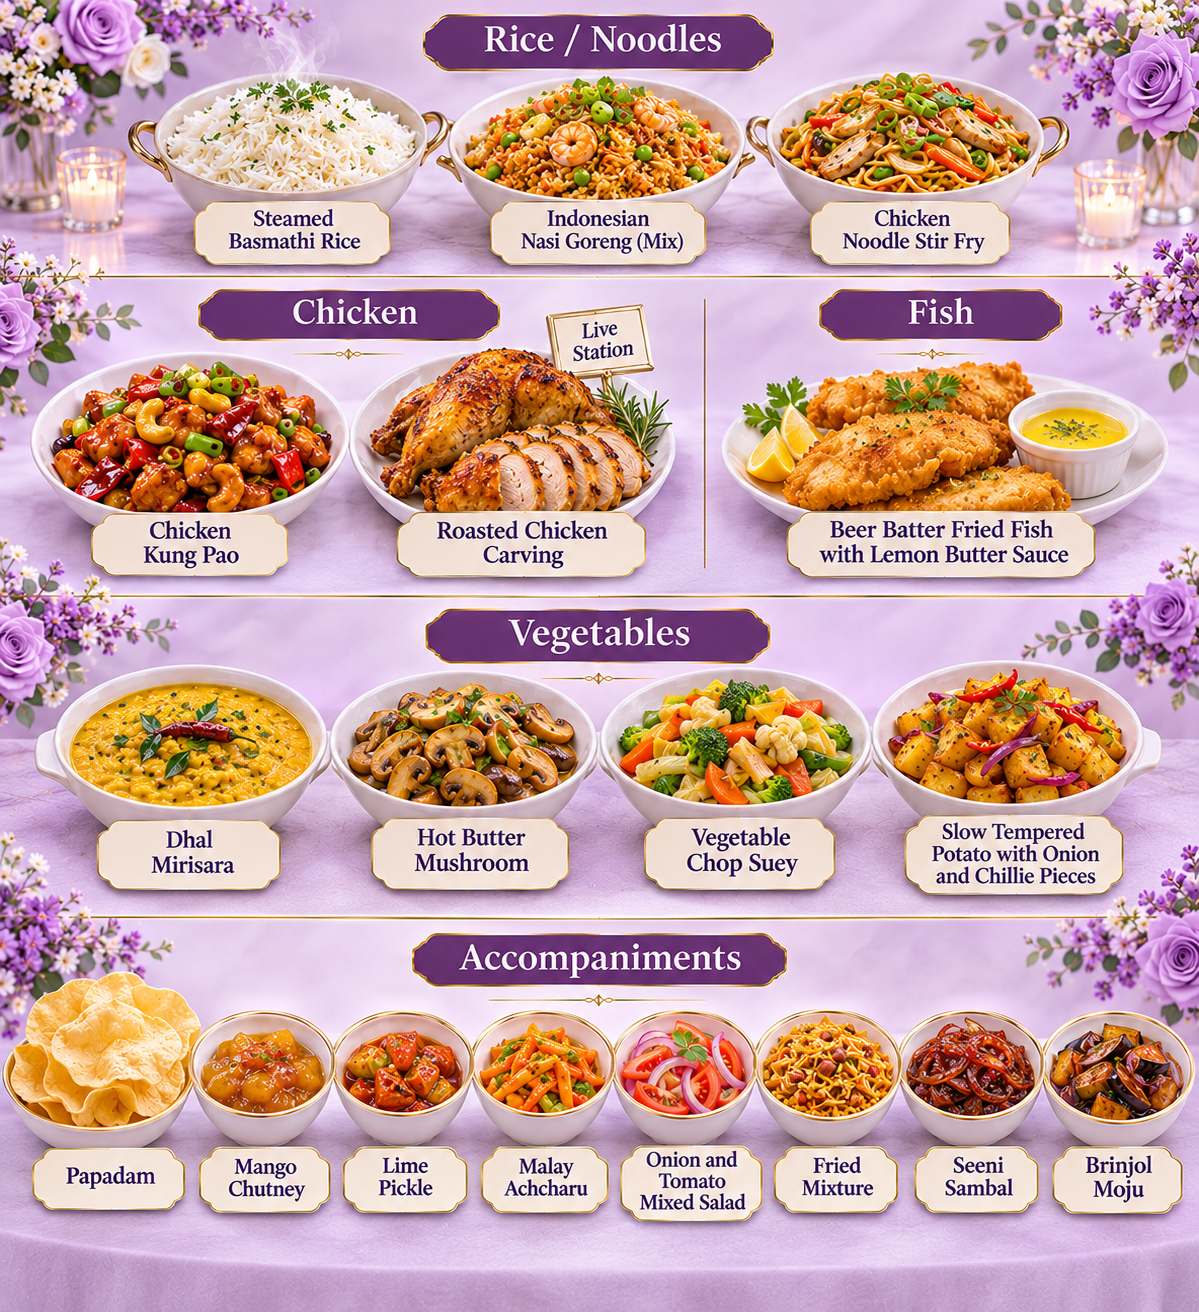 Rice / Noodles
Steamed
Basmathi Rice
Indonesian
Nasi Goreng (Mix)
Chicken
Noodle Stir Fry
Chicken
Live
Station
Chicken
Kung Pao
Roasted Chicken
Carving
Fish
Beer Batter Fried Fish
with Lemon Butter Sauce
Vegetables
Dhal
Mirisara
Hot Butter
Mushroom
Vegetable
Chop Suey
Slow Tempered
Potato with Onion
and Chillie Pieces
Accompaniments
Papadam
Mango
Chutney
Lime
Pickle
Malay
Achcharu
Onion and
Tomato
Mixed Salad
Fried
Mixture
Seeni
Sambal
Brinjol
Moju